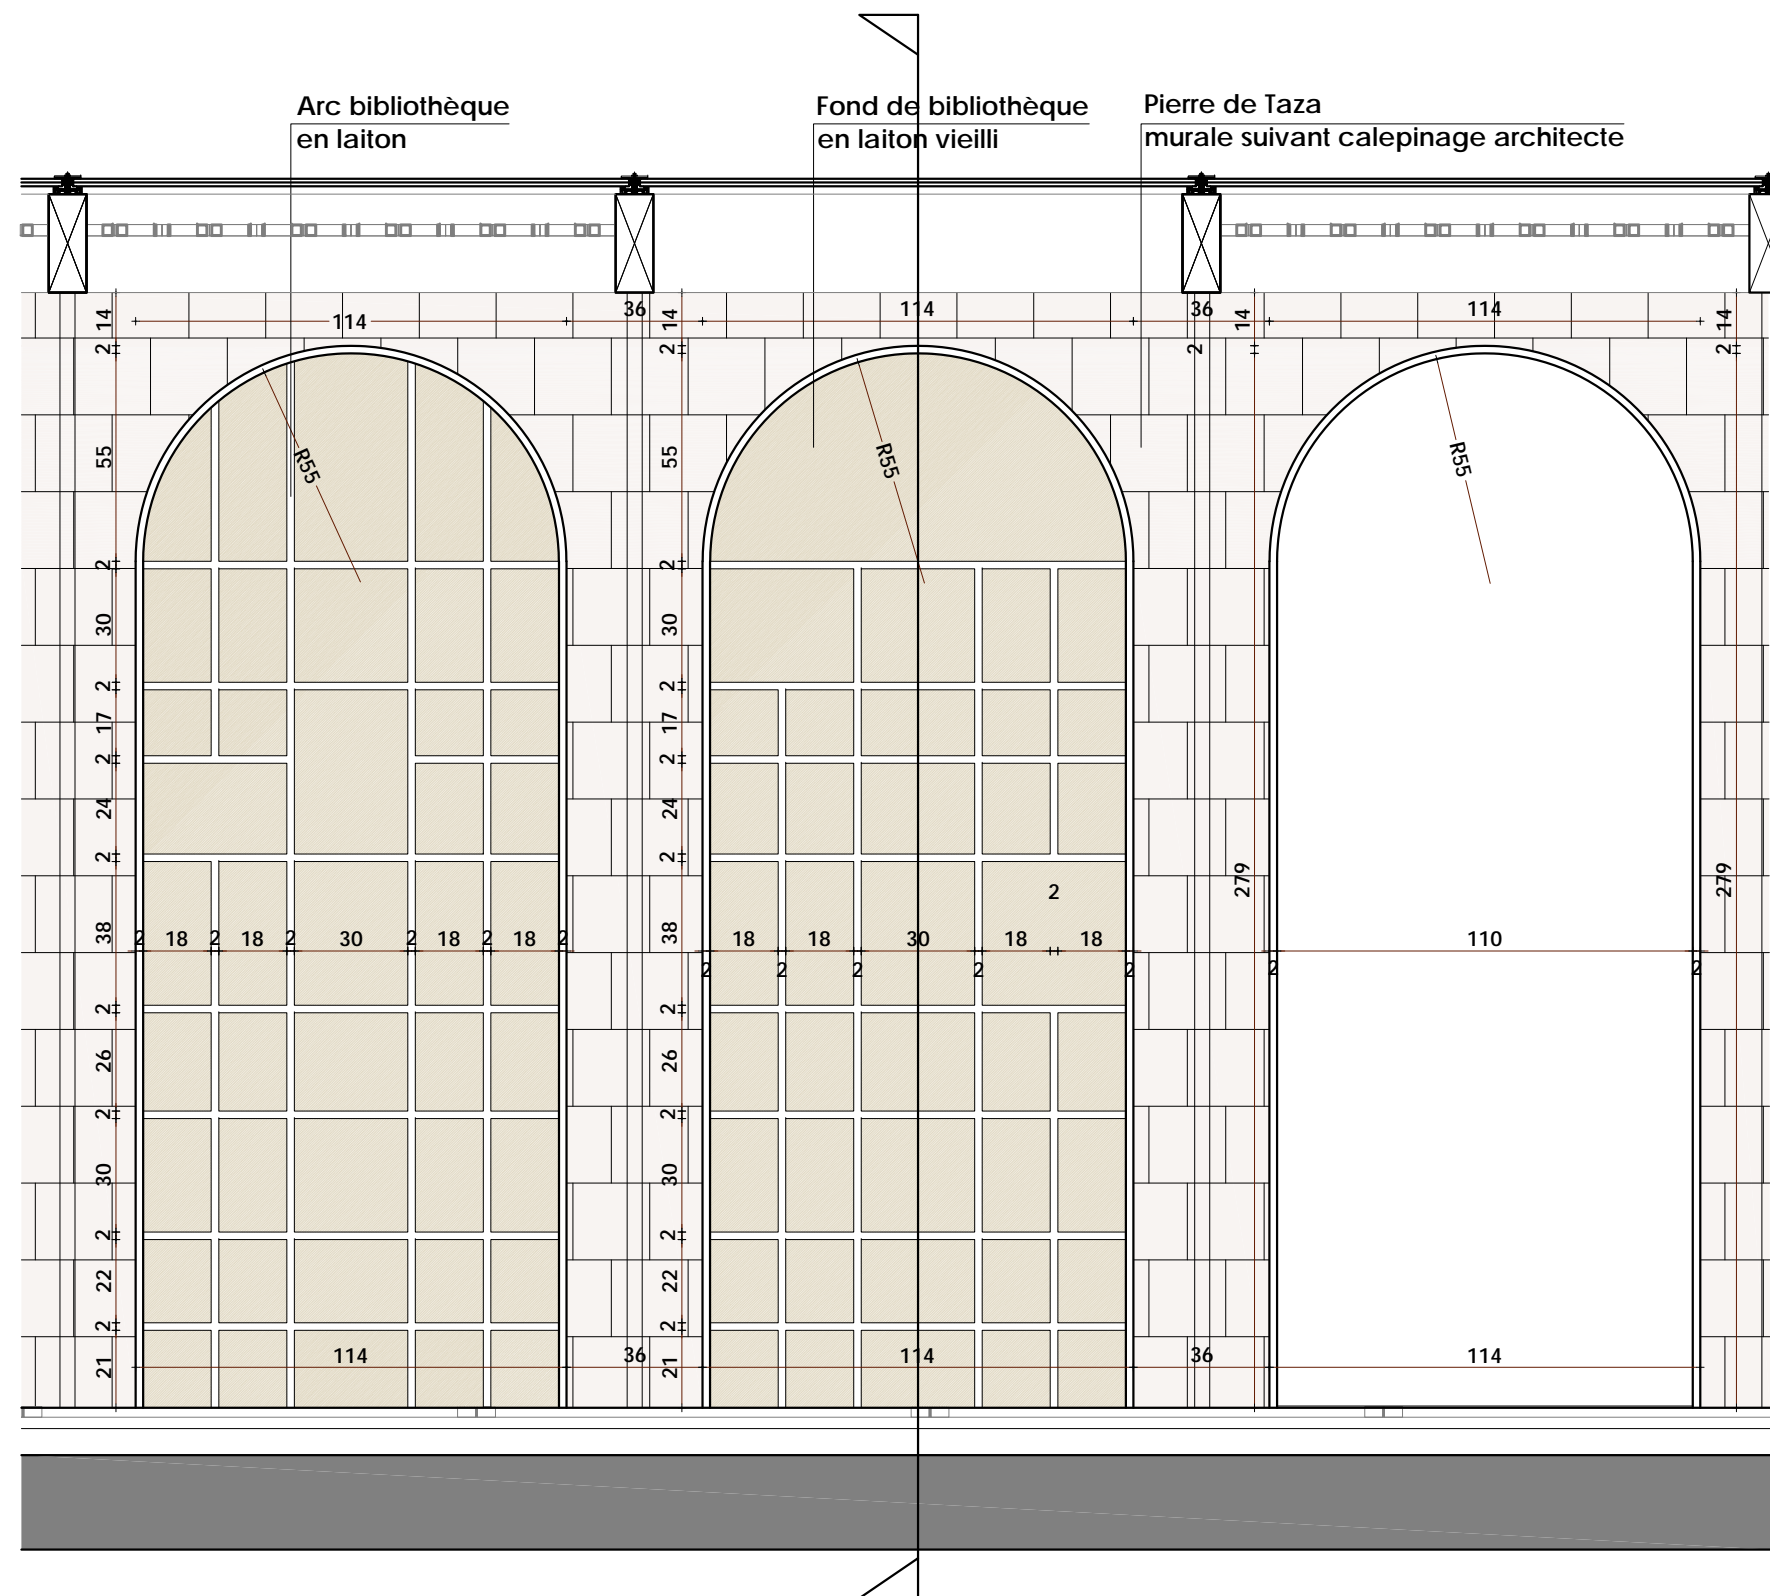 Arc bibliothèque
en laiton
Fond de bibliothèque
en laiton vieilli
Pierre de Taza
murale suivant calepinage architecte
114 36 114 36 114
14 14 14 14
2 2 2 2
R55 R55 R55
55 55
2 2
30 30
2 2
17 17
2 2
24 24
2 2
279 279
2
38 2 18 2 18 2 30 2 18 2 18 2
38 18 18 30 18 18
2 2 2 2 2
110
2 2
2 2
26 26
2 2
30 30
2 2
22 22
2 2
21 114 36 21 114 36 114